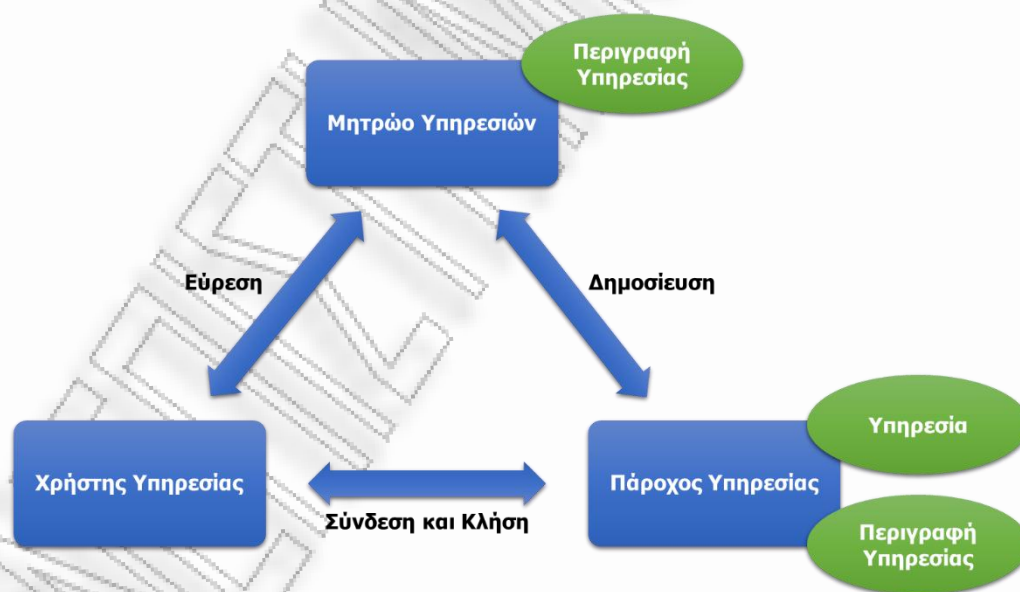 Περιγραφή
Υπηρεσίας
Μητρώο Υπηρεσιών
Εύρεση
Δημοσίευση
Υπηρεσία
Χρήστης Υπηρεσίας
Πάροχος Υπηρεσίας
Σύνδεση και Κλήση
Περιγραφή
Υπηρεσίας